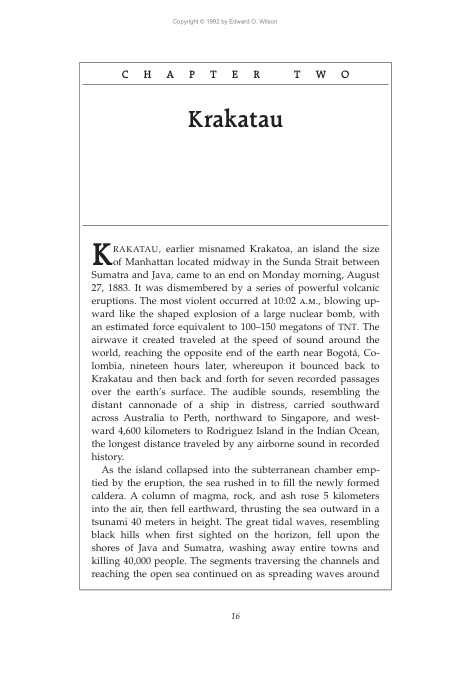 Copyright © 1992 by Edward O. Wilson.
CHAPTER TWO
Krakatau
KRAKATAU, earlier misnamed Krakatoa, an island the size
of Manhattan located midway in the Sunda Strait between
Sumatra and Java, came to an end on Monday morning, August
27, 1883. It was dismembered by a series of powerful volcanic
eruptions. The most violent occurred at 10:02 A.M., blowing up-
ward like the shaped explosion of a large nuclear bomb, with
an estimated force equivalent to 100–150 megatons of TNT. The
airwave it created traveled at the speed of sound around the
world, reaching the opposite end of the earth near Bogotá, Co-
lombia, nineteen hours later, whereupon it bounced back to
Krakatau and then back and forth for seven recorded passages
over the earth's surface. The audible sounds, resembling the
distant cannonade of a ship in distress, carried southward
across Australia to Perth, northward to Singapore, and west-
ward 4,600 kilometers to Rodriguez Island in the Indian Ocean,
the longest distance traveled by any airborne sound in recorded
history.
As the island collapsed into the subterranean chamber emp-
tied by the eruption, the sea rushed in to fill the newly formed
caldera. A column of magma, rock, and ash rose 5 kilometers
into the air, then fell earthward, thrusting the sea outward in a
tsunami 40 meters in height. The great tidal waves, resembling
black hills when first sighted on the horizon, fell upon the
shores of Java and Sumatra, washing away entire towns and
killing 40,000 people. The segments traversing the channels and
reaching the open sea continued on as spreading waves around
16